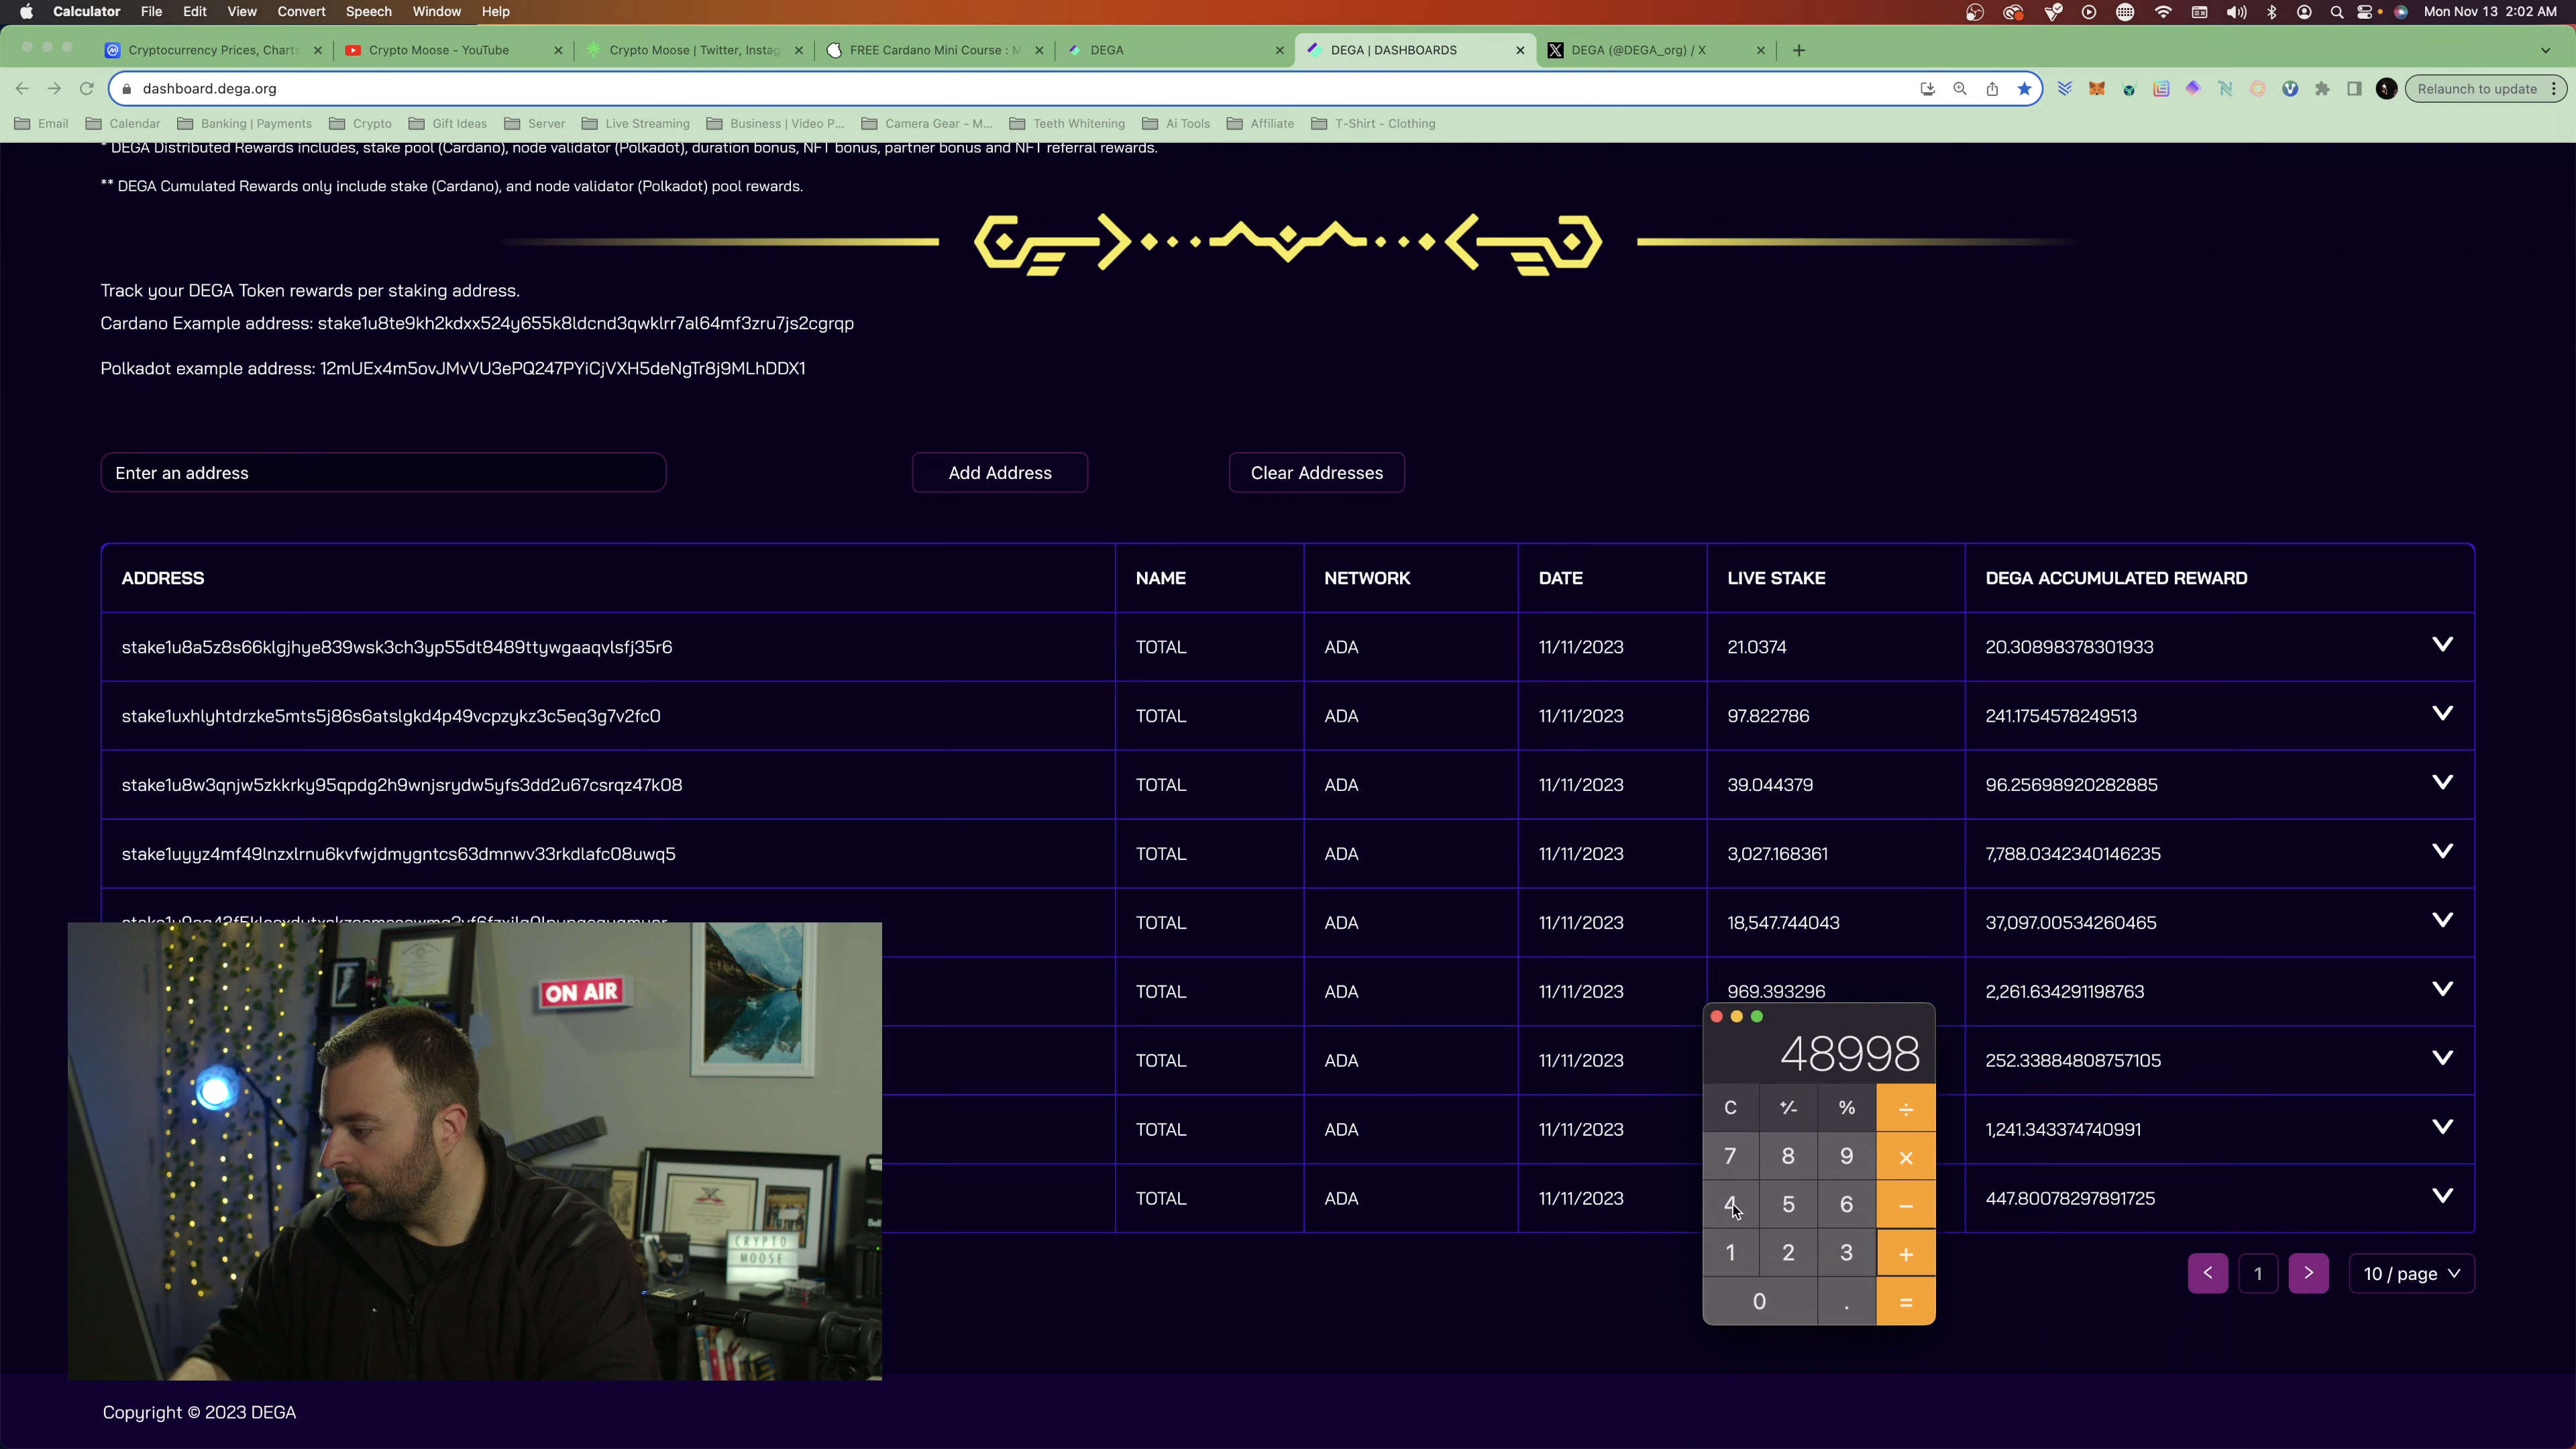 Calculator File Edit View Convert Speech Window Help Mon Nov 13 2:02 AM
Cryptocurrency Prices, Charts Crypto Moose - YouTube Crypto Moose | Twitter, Instag FREE Cardano Mini Course : M DEGA DEGA | DASHBOARDS DEGA (@DEGA_org) / X
dashboard.dega.org Relaunch to update
Email Calendar Banking | Payments Crypto Gift Ideas Server Live Streaming Business | Video P... Camera Gear - M... Teeth Whitening Ai Tools Affiliate T-Shirt - Clothing
* DEGA Distributed Rewards includes, stake pool (Cardano), node validator (Polkadot), duration bonus, NFT bonus, partner bonus and NFT referral rewards.
** DEGA Cumulated Rewards only include stake (Cardano), and node validator (Polkadot) pool rewards.
Track your DEGA Token rewards per staking address.
Cardano Example address: stake1u8te9kh2kdxx524y655k8ldcnd3qwklrr7al64mf3zru7js2cgrqp
Polkadot example address: 12mUEx4m5ovJMvVU3ePQ247PYiCjVXH5deNgTr8j9MLhDDX1
Enter an address Add Address Clear Addresses
ADDRESS NAME NETWORK DATE LIVE STAKE DEGA ACCUMULATED REWARD
stake1u8a5z8s66klgjhye839wsk3ch3yp55dt8489ttywgaaqvlsfj35r6 TOTAL ADA 11/11/2023 21.0374 20.30898378301933
stake1uxhlyhtdrzke5mts5j86s6atslgkd4p49vcpzykz3c5eq3g7v2fc0 TOTAL ADA 11/11/2023 97.822786 241.1754578249513
stake1u8w3qnjw5zkkrky95qpdg2h9wnjsrydw5yfs3dd2u67csrqz47k08 TOTAL ADA 11/11/2023 39.044379 96.25698920282885
stake1uyyz4mf49lnzxlrnu6kvfwjdmygntcs63dmnwv33rkdlafc08uwq5 TOTAL ADA 11/11/2023 3,027.168361 7,788.0342340146235
TOTAL ADA 11/11/2023 18,547.744043 37,097.00534260465
TOTAL ADA 11/11/2023 969.393296 2,261.634291198763
TOTAL ADA 11/11/2023 252.33884808757105
TOTAL ADA 11/11/2023 1,241.343374740991
TOTAL ADA 11/11/2023 447.80078297891725
48998
C +/- % ÷
7 8 9 ×
4 5 6 −
1 2 3 +
0 . =
ON AIR
CRYPTO
MOOSE
Bell
< 1 > 10 / page
Copyright © 2023 DEGA